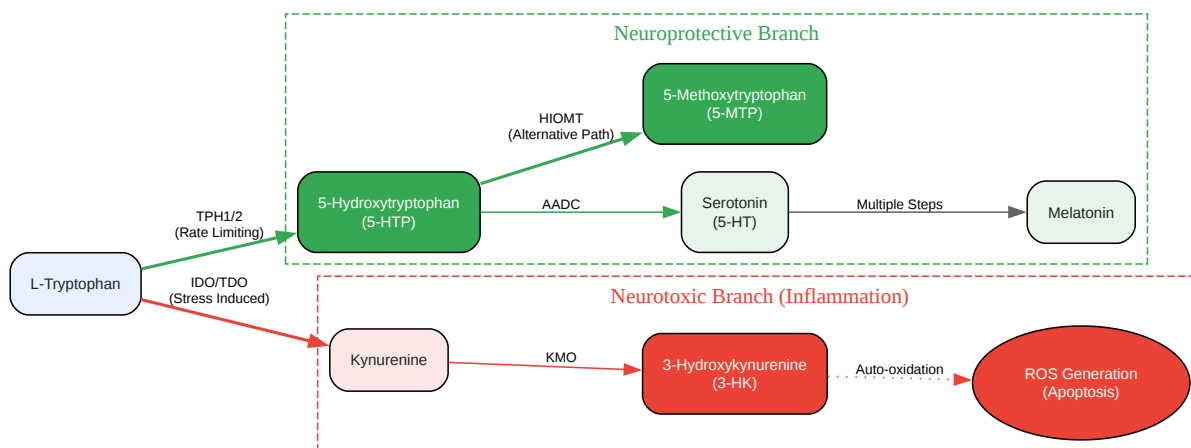 Neuroprotective Branch
5-Methoxytryptophan
(5-MTP)
HIOMT
(Alternative Path)
5-Hydroxytryptophan
(5-HTP)
AADC
Serotonin
(5-HT)
Multiple Steps
Melatonin
TPH1/2
(Rate Limiting)
L-Tryptophan
IDO/TDO
(Stress Induced)
Neurotoxic Branch (Inflammation)
Kynurenine
KMO
3-Hydroxykynurenine
(3-HK)
Auto-oxidation
ROS Generation
(Apoptosis)